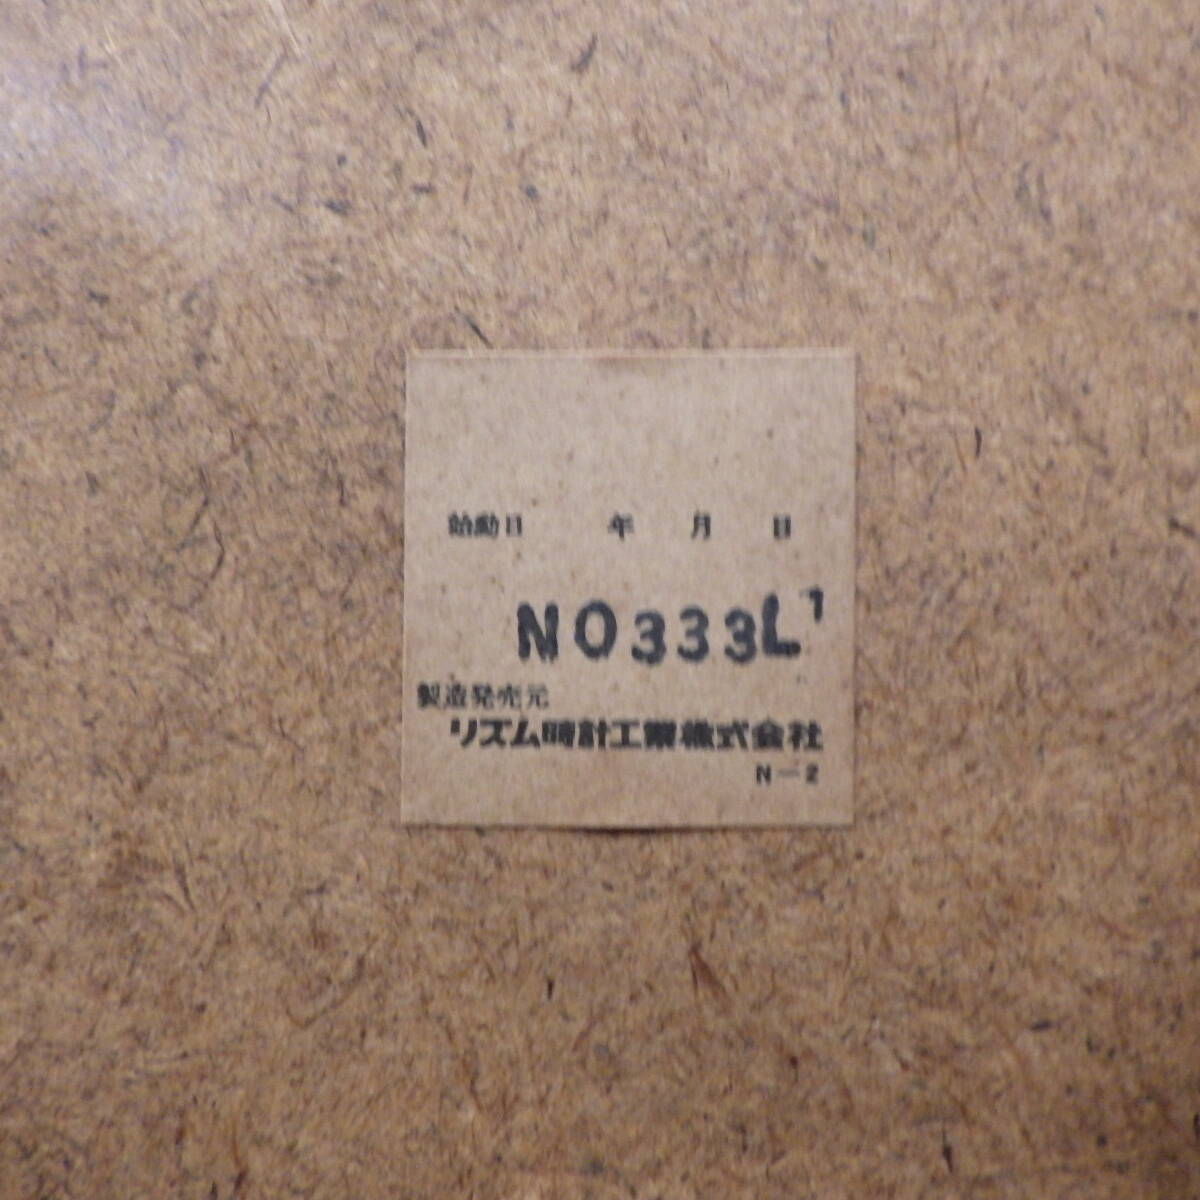 始動日 年 月 日
NO333L1
製造発売元
リズム時計工業株式会社
N-2